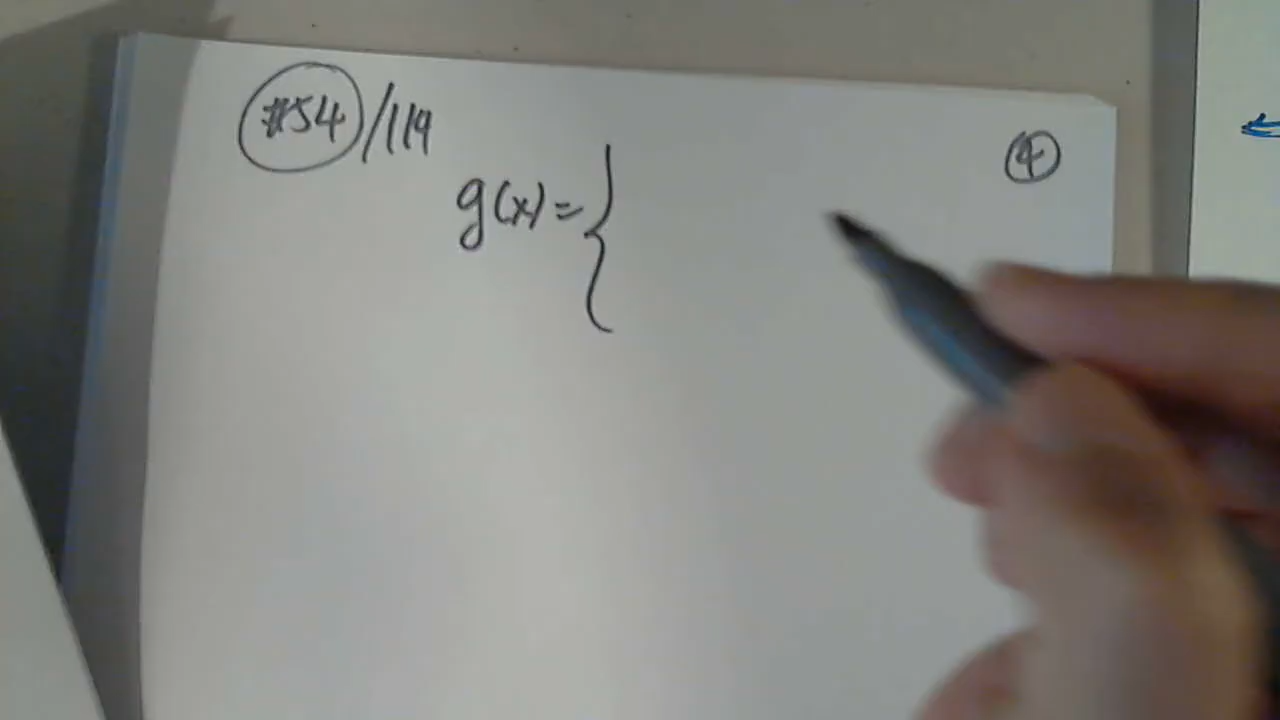 #54/119
④
g(x)={